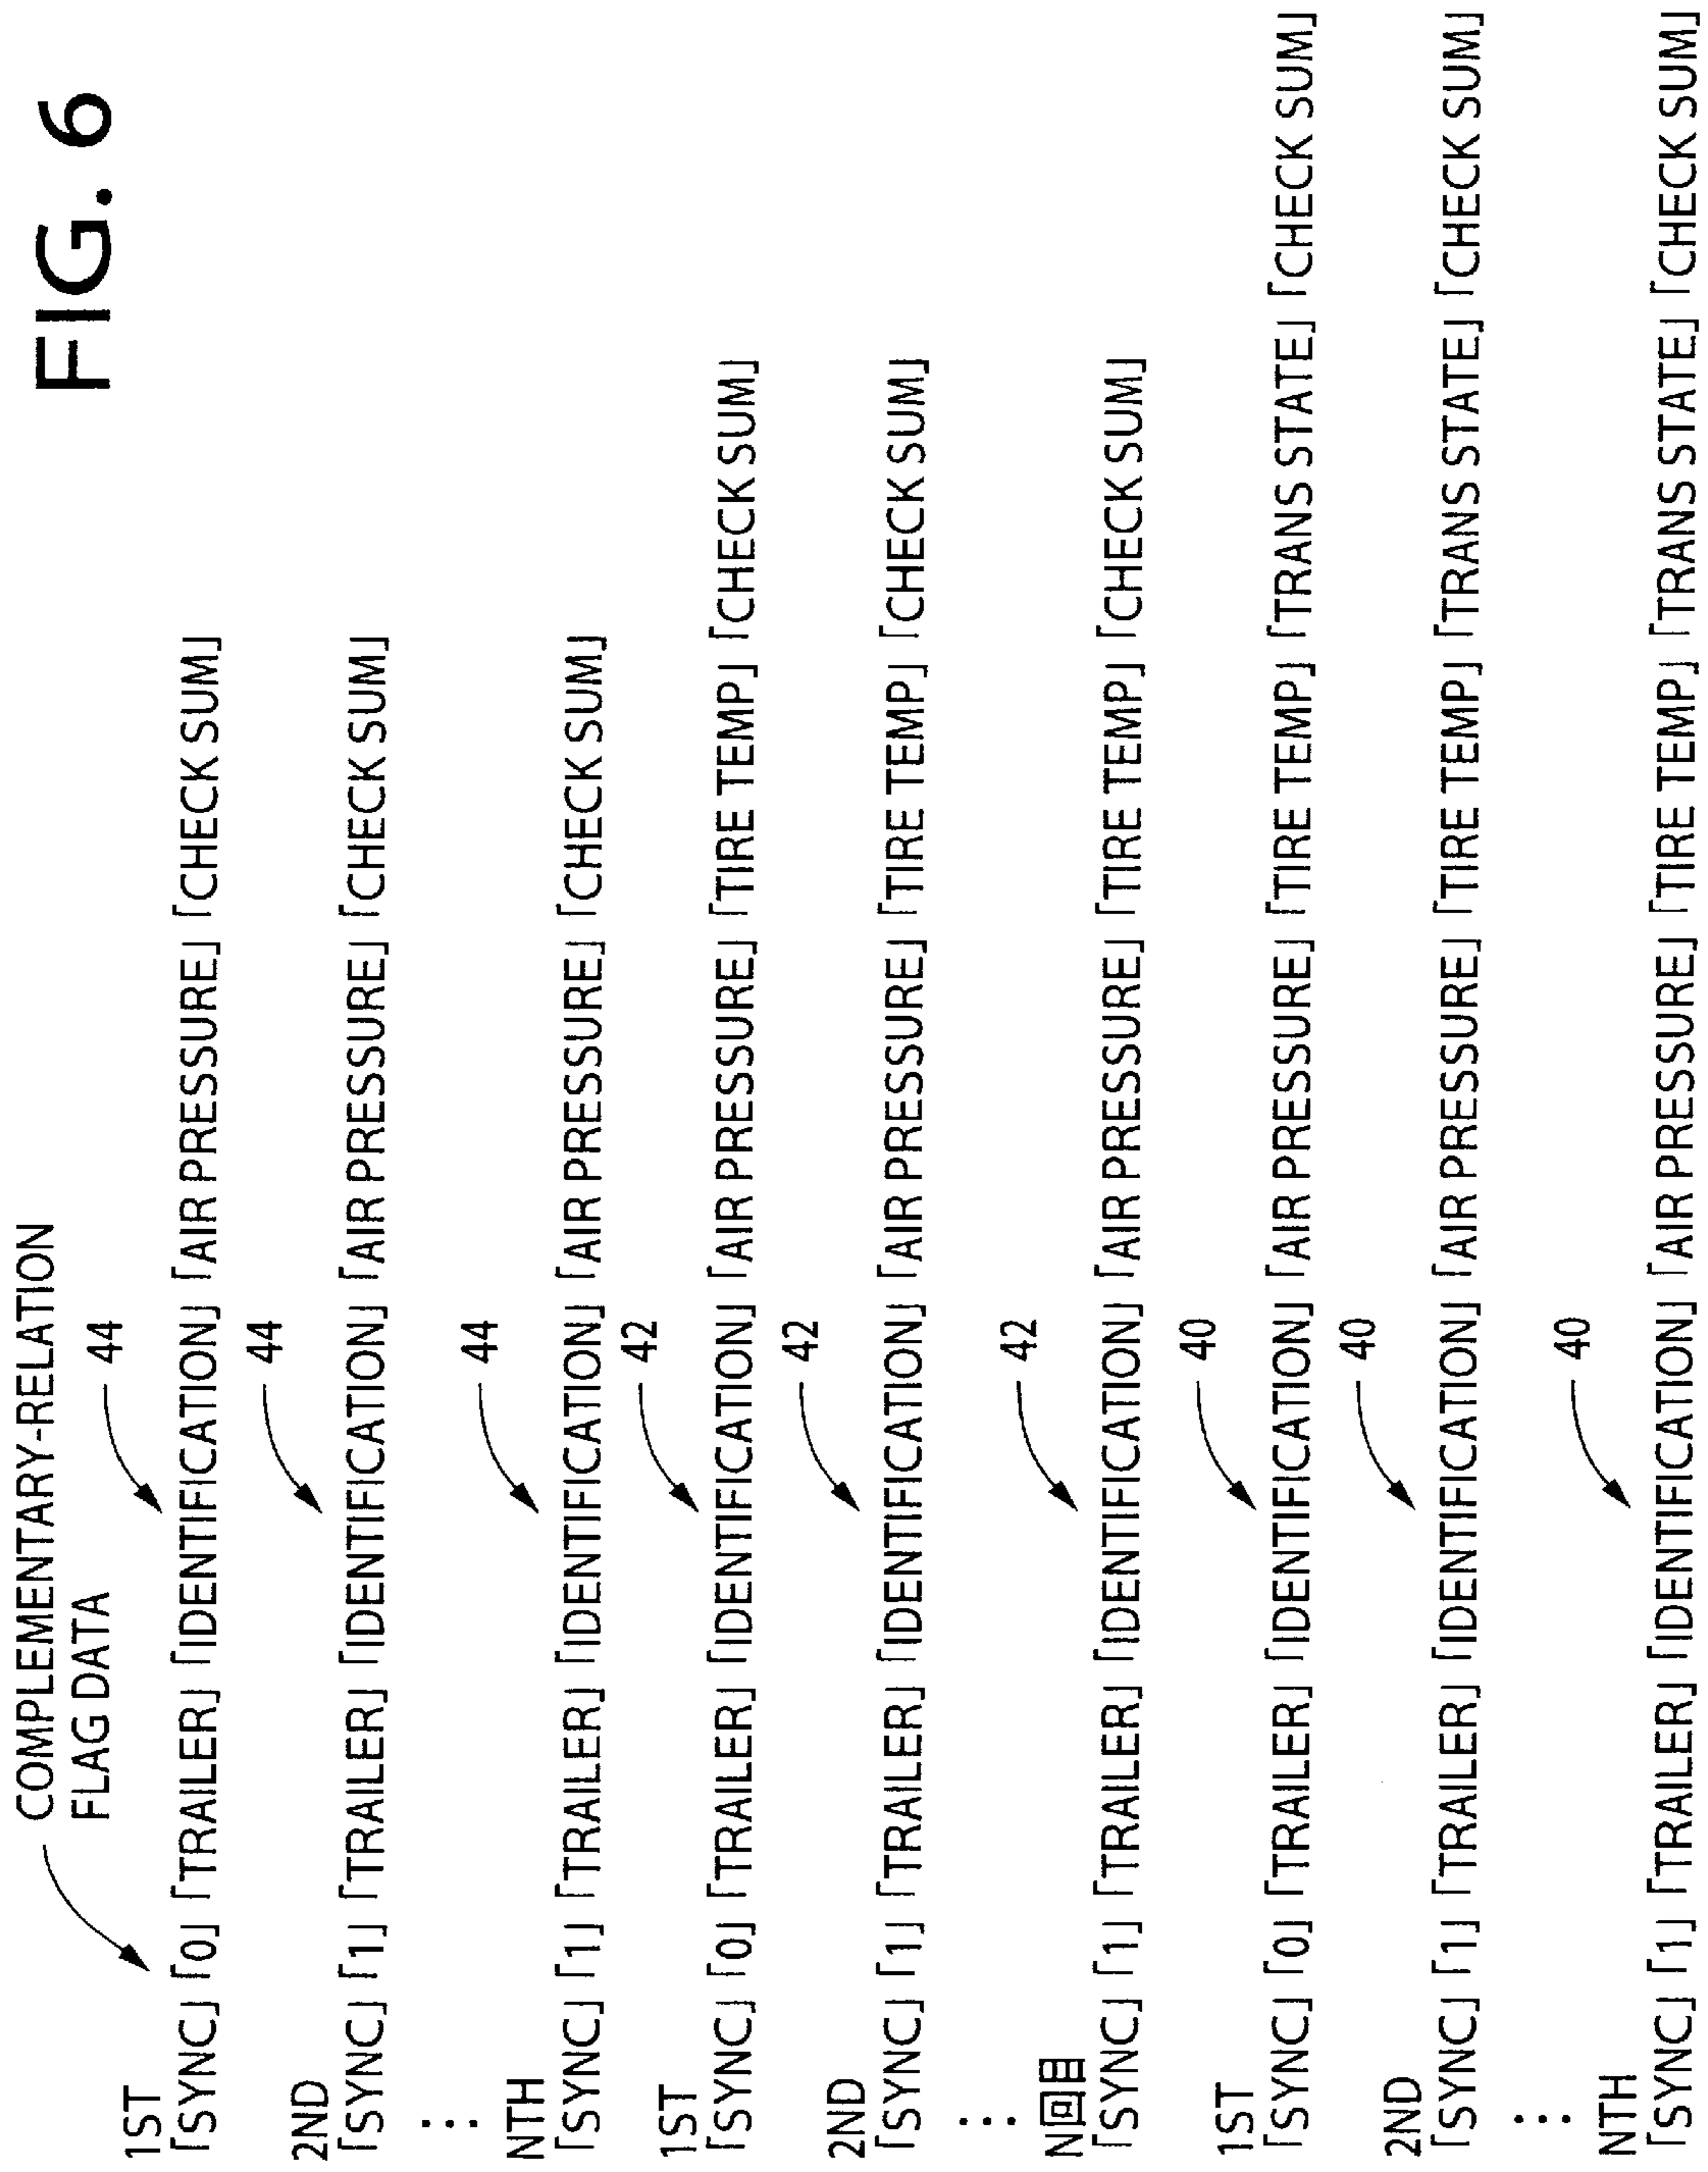 FIG. 6
COMPLEMENTARY-RELATION
FLAG DATA
44
1ST
「SYNC」「0」「TRAILER」「IDENTIFICATION」「AIR PRESSURE」「CHECK SUM」
44
2ND
「SYNC」「1」「TRAILER」「IDENTIFICATION」「AIR PRESSURE」「CHECK SUM」
⋮
44
NTH
「SYNC」「1」「TRAILER」「IDENTIFICATION」「AIR PRESSURE」「CHECK SUM」
42
1ST
「SYNC」「0」「TRAILER」「IDENTIFICATION」「AIR PRESSURE」「TIRE TEMP」「CHECK SUM」
42
2ND
「SYNC」「1」「TRAILER」「IDENTIFICATION」「AIR PRESSURE」「TIRE TEMP」「CHECK SUM」
⋮
42
N回目
「SYNC」「1」「TRAILER」「IDENTIFICATION」「AIR PRESSURE」「TIRE TEMP」「CHECK SUM」
40
1ST
「SYNC」「0」「TRAILER」「IDENTIFICATION」「AIR PRESSURE」「TIRE TEMP」「TRANS STATE」「CHECK SUM」
40
2ND
「SYNC」「1」「TRAILER」「IDENTIFICATION」「AIR PRESSURE」「TIRE TEMP」「TRANS STATE」「CHECK SUM」
⋮
40
NTH
「SYNC」「1」「TRAILER」「IDENTIFICATION」「AIR PRESSURE」「TIRE TEMP」「TRANS STATE」「CHECK SUM」